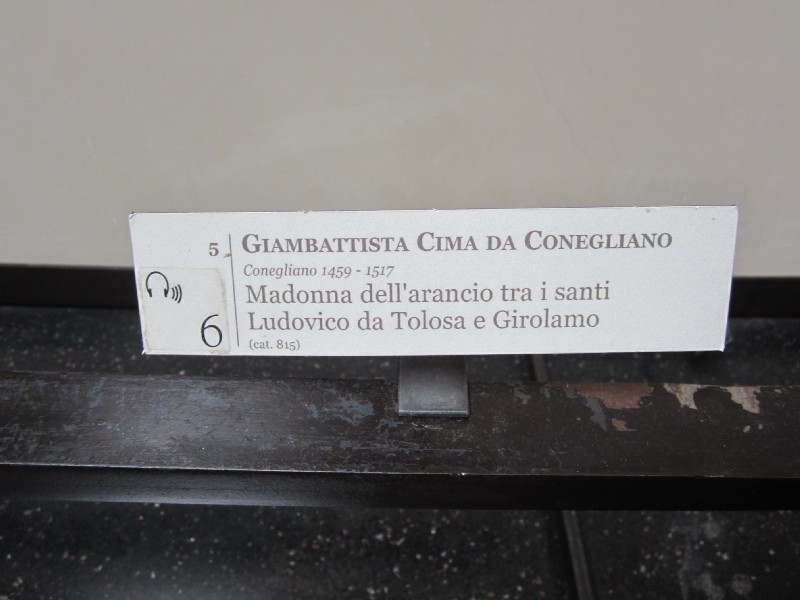 5 GIAMBATTISTA CIMA DA CONEGLIANO
Conegliano 1459 - 1517
Madonna dell'arancio tra i santi
Ludovico da Tolosa e Girolamo
(cat. 815)
6